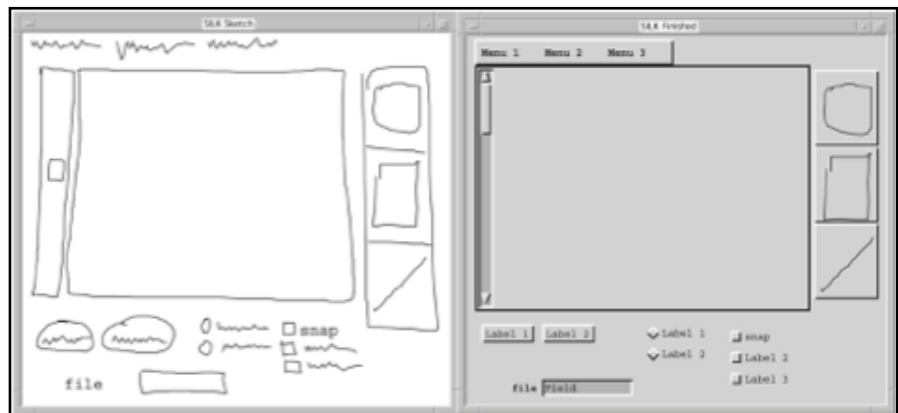 SILK Sketch
snap
file
SILK Finished
Menu 1 Menu 2 Menu 3
Label 1 Label 2
Label 1
Label 2
snap
Label 2
Label 3
file Field